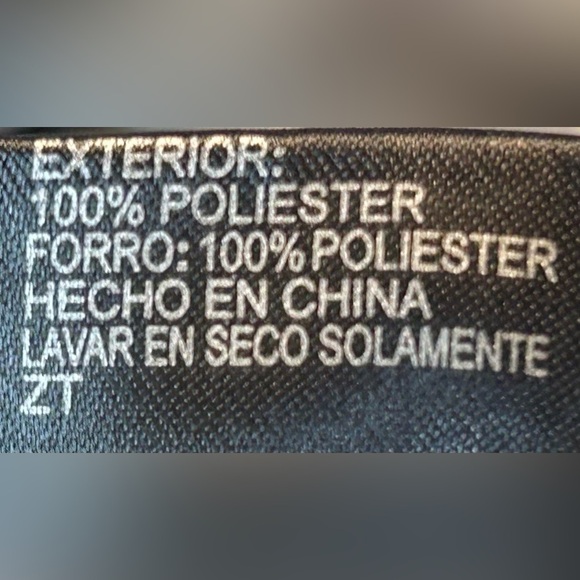 EXTERIOR:
100% POLIESTER
FORRO: 100% POLIESTER
HECHO EN CHINA
LAVAR EN SECO SOLAMENTE
ZT